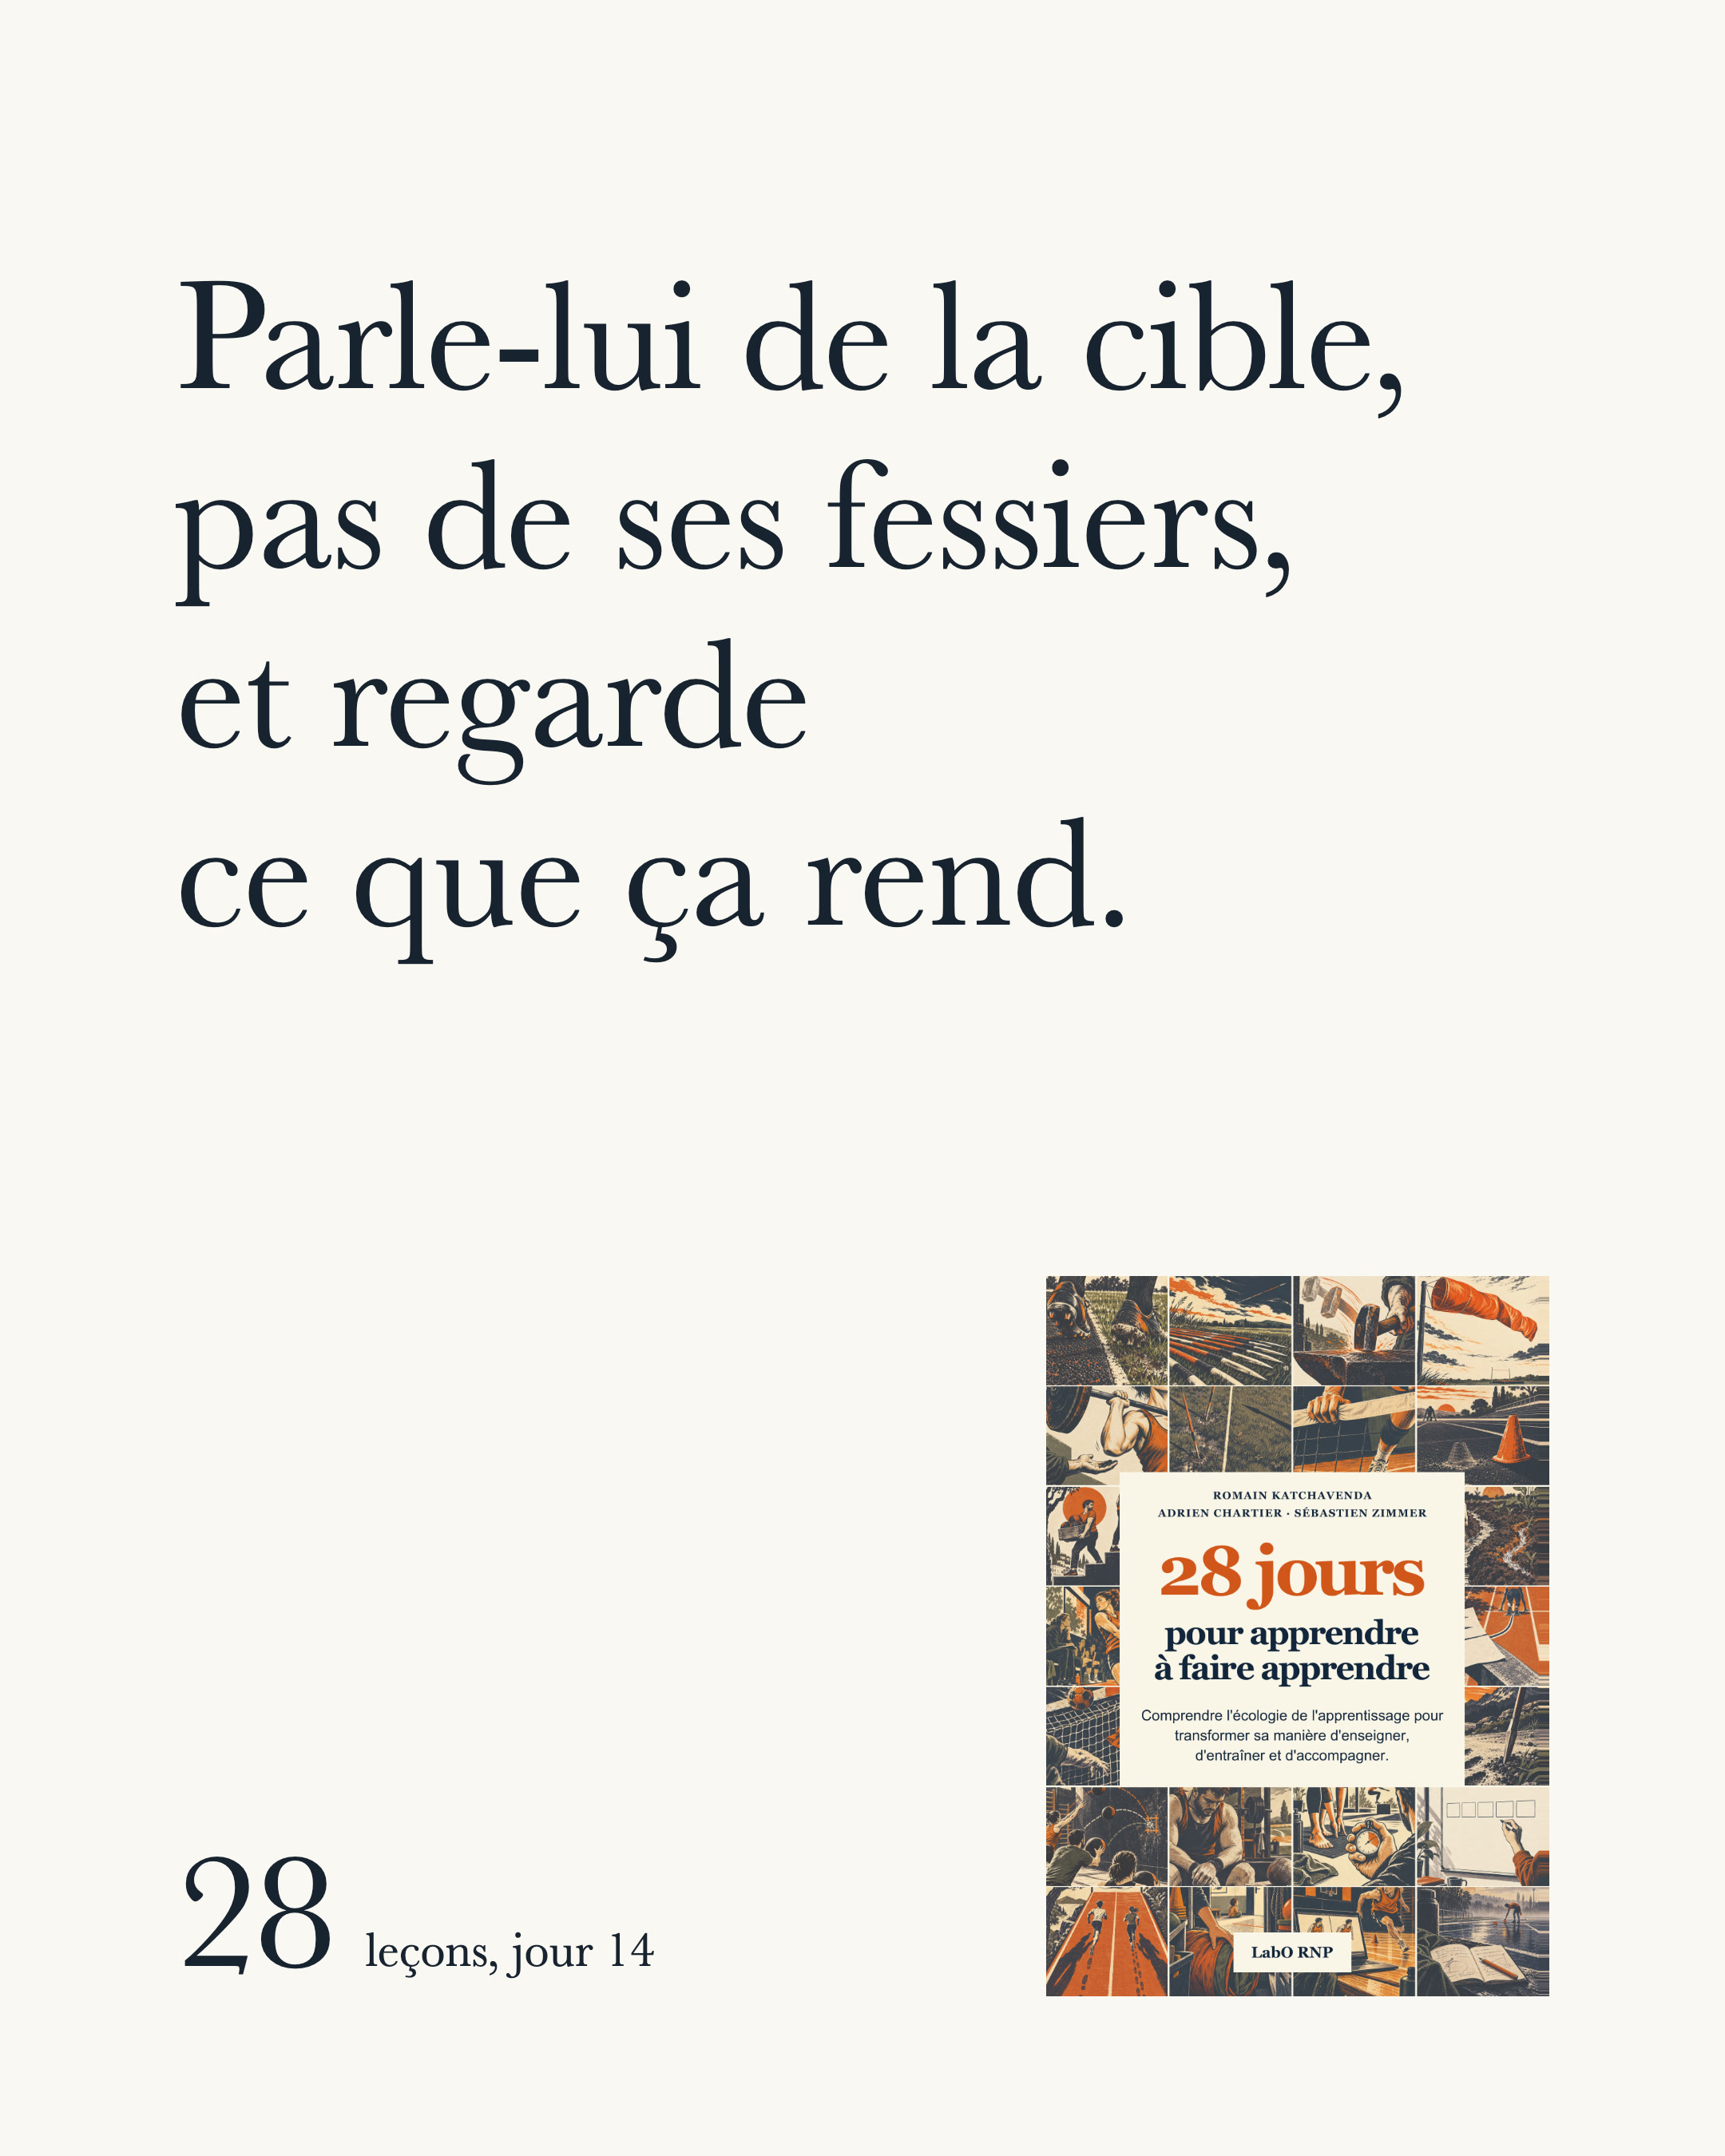 Parle-lui de la cible,
pas de ses fessiers,
et regarde
ce que ça rend.
ROMAIN KATCHAVENDA
ADRIEN CHARTIER · SÉBASTIEN ZIMMER
28 jours
pour apprendre
à faire apprendre
Comprendre l'écologie de l'apprentissage pour
transformer sa manière d'enseigner,
d'entraîner et d'accompagner.
LabO RNP
28 leçons, jour 14